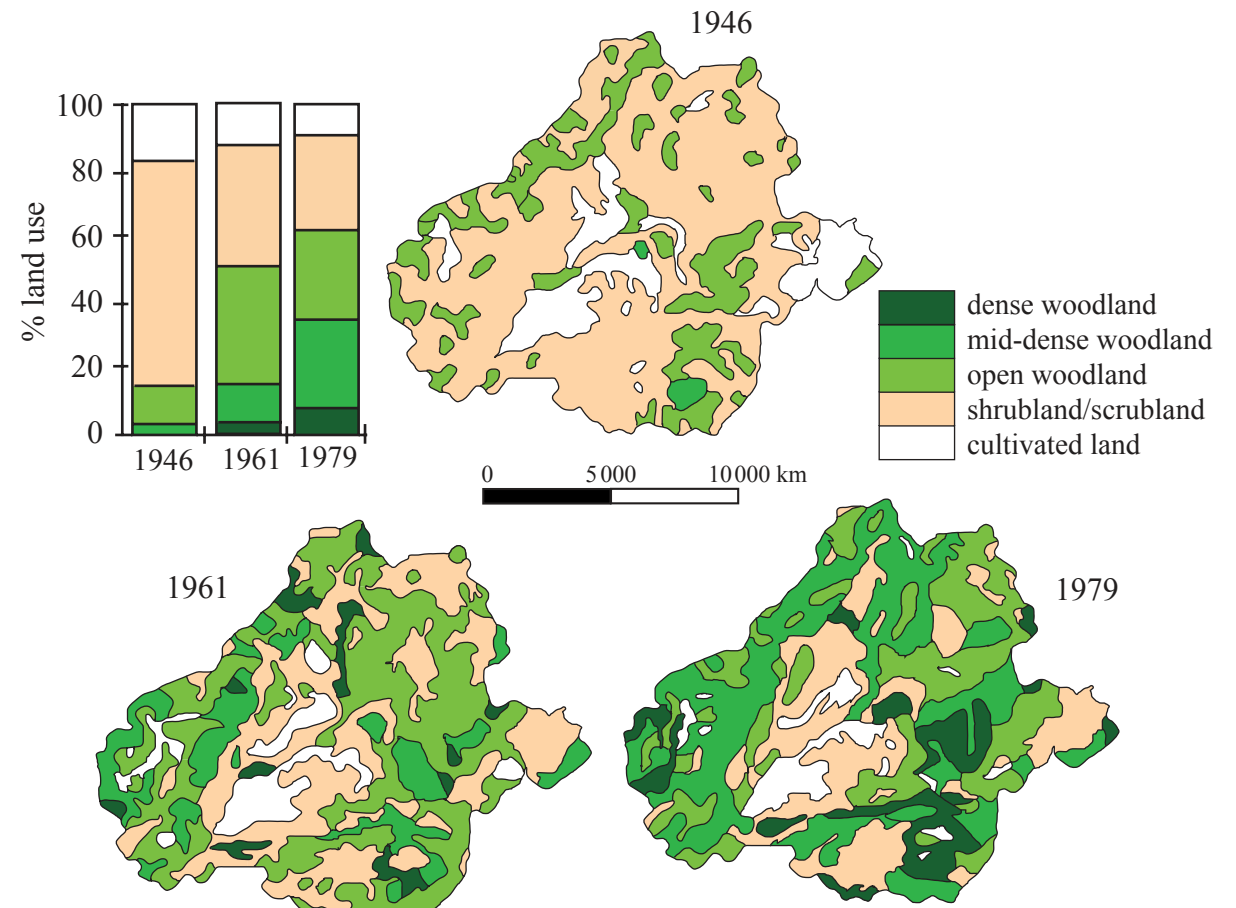 1946
100
80
60
40
20
0
% land use
1946 1961 1979
dense woodland
mid-dense woodland
open woodland
shrubland/scrubland
cultivated land
0 5 000 10 000 km
1961
1979